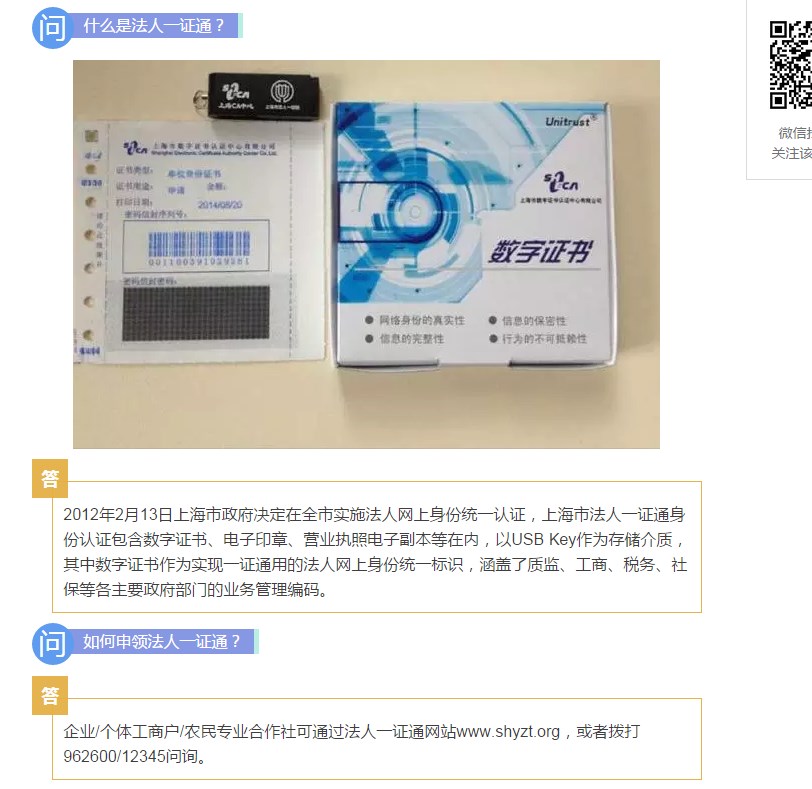 问 什么是法人一证通？
上海市数字证书认证中心有限公司
Shanghai Electronic Certificate Authority Center Co., Ltd.
证书类型： 单位身份证书
证书用途： 申请 金额：
打印日期： 2014/08/20
密码信封序列号：
密码信封密码：
Unitrust
上海市数字证书认证中心有限公司
数字证书
● 网络身份的真实性 ● 信息的保密性
● 信息的完整性 ● 行为的不可抵赖性
答
2012年2月13日上海市政府决定在全市实施法人网上身份统一认证，上海市法人一证通身
份认证包含数字证书、电子印章、营业执照电子副本等在内，以USB Key作为存储介质，
其中数字证书作为实现一证通用的法人网上身份统一标识，涵盖了质监、工商、税务、社
保等各主要政府部门的业务管理编码。
问 如何申领法人一证通？
答
企业/个体工商户/农民专业合作社可通过法人一证通网站www.shyzt.org，或者拨打
962600/12345问询。
微信
关注该